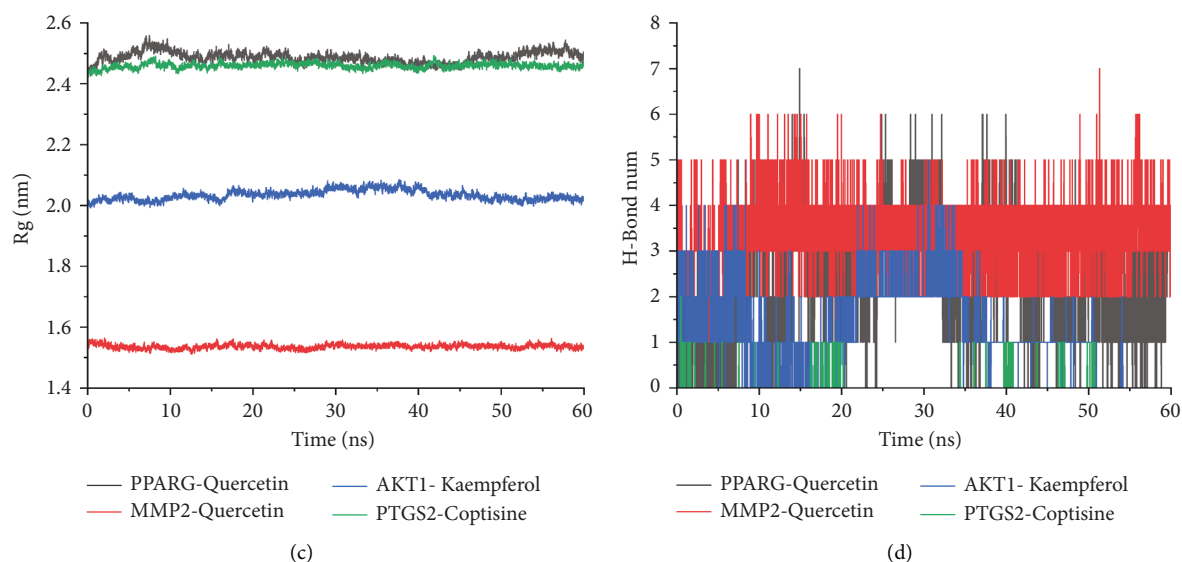 2.6
2.4
2.2
2.0
1.8
1.6
1.4
Rg (nm)
0 10 20 30 40 50 60
Time (ns)
PPARG-Quercetin
AKT1- Kaempferol
MMP2-Quercetin
PTGS2-Coptisine
(c)
8
7
6
5
4
3
2
1
0
H-Bond num
0 10 20 30 40 50 60
Time (ns)
PPARG-Quercetin
AKT1- Kaempferol
MMP2-Quercetin
PTGS2-Coptisine
(d)